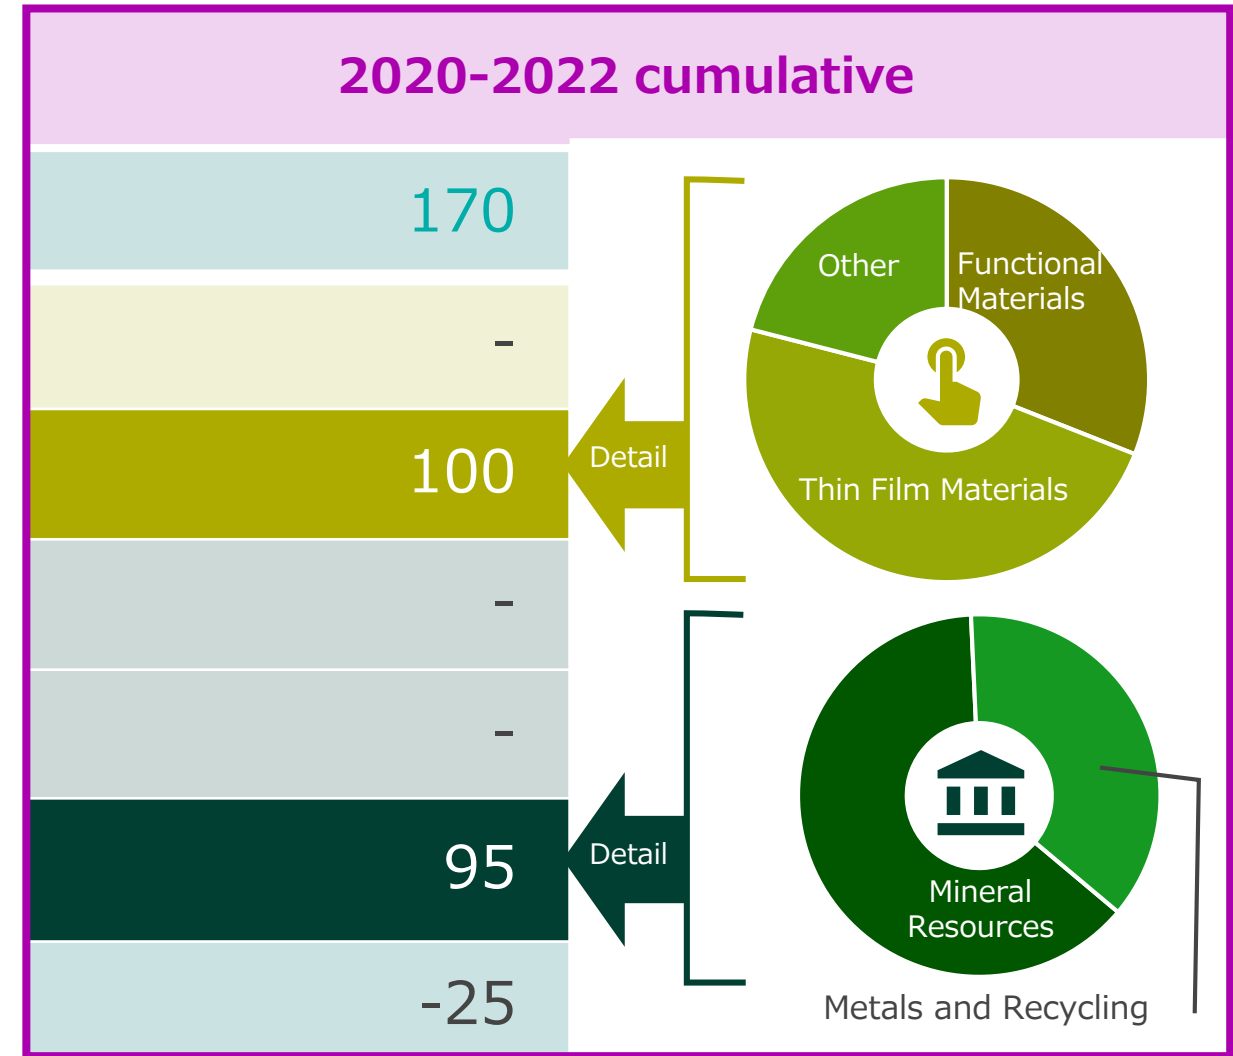 2020-2022 cumulative
170
-
100
-
-
95
-25
Detail
Other
Functional
Materials
Thin Film Materials
Detail
Mineral
Resources
Metals and Recycling